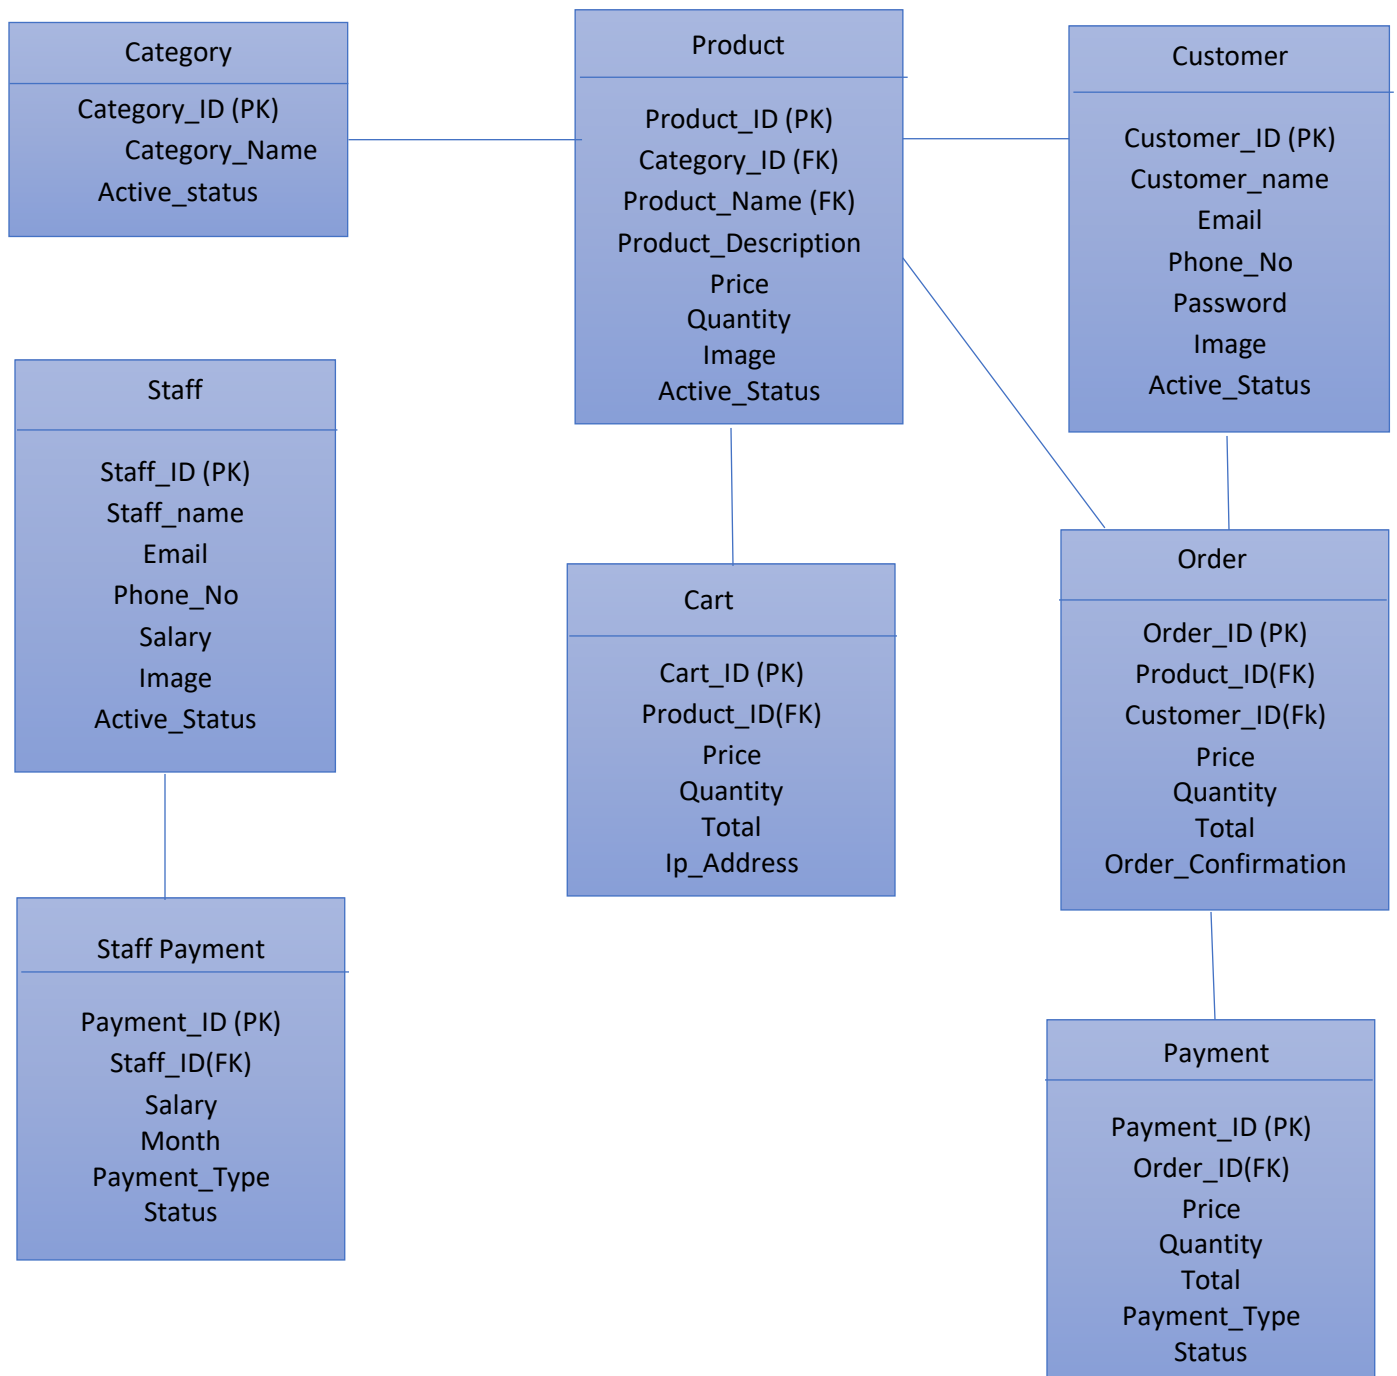 Category
Category_ID (PK)
Category_Name
Active_status
Product
Product_ID (PK)
Category_ID (FK)
Product_Name (FK)
Product_Description
Price
Quantity
Image
Active_Status
Customer
Customer_ID (PK)
Customer_name
Email
Phone_No
Password
Image
Active_Status
Staff
Staff_ID (PK)
Staff_name
Email
Phone_No
Salary
Image
Active_Status
Cart
Cart_ID (PK)
Product_ID(FK)
Price
Quantity
Total
Ip_Address
Order
Order_ID (PK)
Product_ID(FK)
Customer_ID(Fk)
Price
Quantity
Total
Order_Confirmation
Staff Payment
Payment_ID (PK)
Staff_ID(FK)
Salary
Month
Payment_Type
Status
Payment
Payment_ID (PK)
Order_ID(FK)
Price
Quantity
Total
Payment_Type
Status